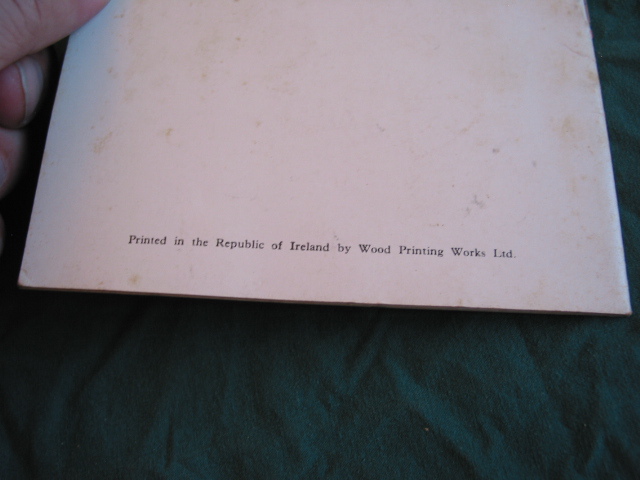 Printed in the Republic of Ireland by Wood Printing Works Ltd.